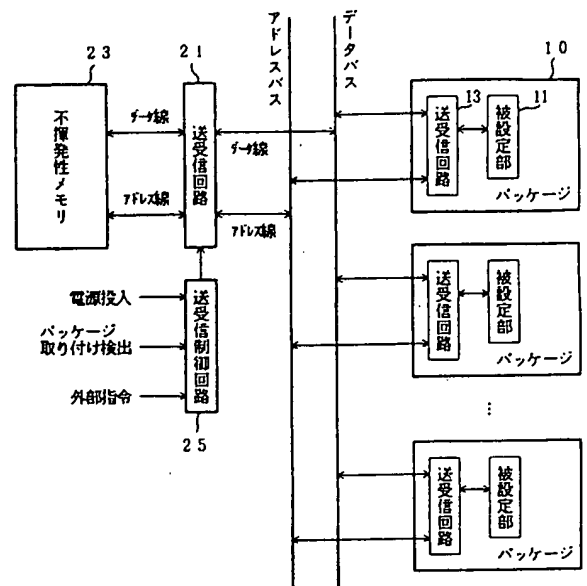 23
不揮発性メモリ
データ線
アドレス線
21
送受信回路
データ線
アドレス線
電源投入
パッケージ
取り付け検出
外部指令
送受信制御回路
25
アドレスバス
データバス
10
13
送受信回路
11
被設定部
パッケージ
送受信回路
被設定部
パッケージ
⋮
送受信回路
被設定部
パッケージ